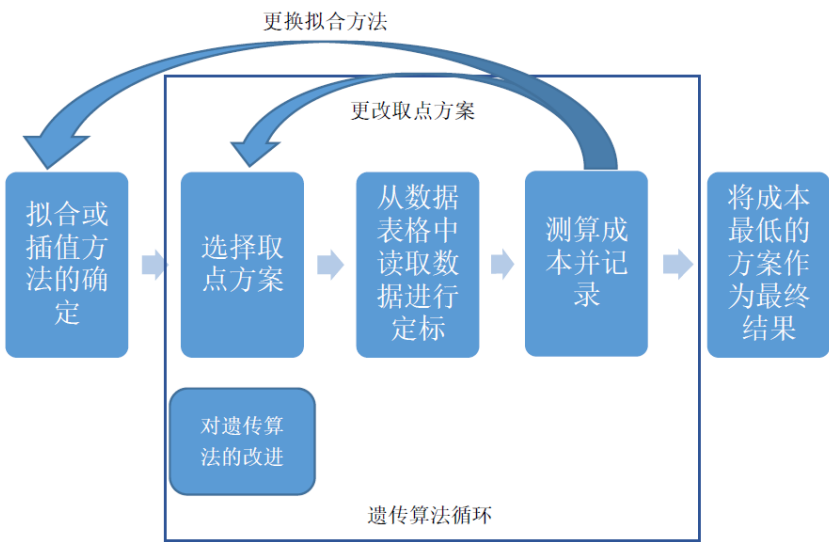 更换拟合方法
更改取点方案
拟合或
插值方
法的确
定
选择取
点方案
从数据
表格中
读取数
据进行
定标
测算成
本并记
录
将成本
最低的
方案作
为最终
结果
对遗传算
法的改进
遗传算法循环